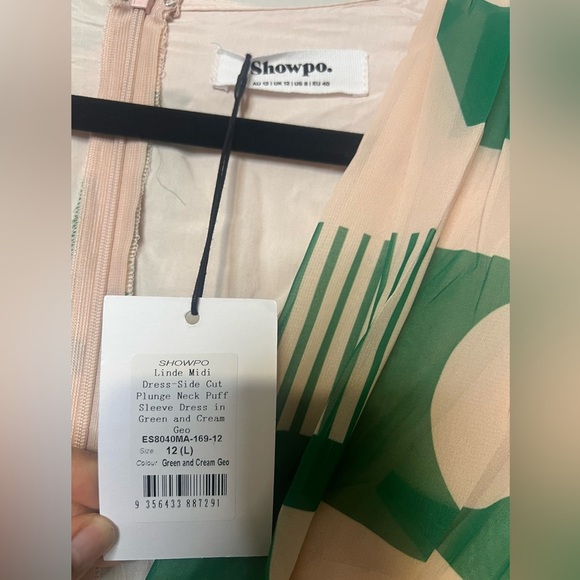 Showpo.
AU 12 | UK 12 | US 8 | EU 40
SHOWPO
Linde Midi
Dress-Side Cut
Plunge Neck Puff
Sleeve Dress in
Green and Cream
Geo
ES8040MA-169-12
Size 12 (L)
Colour Green and Cream Geo
9 356433 887291